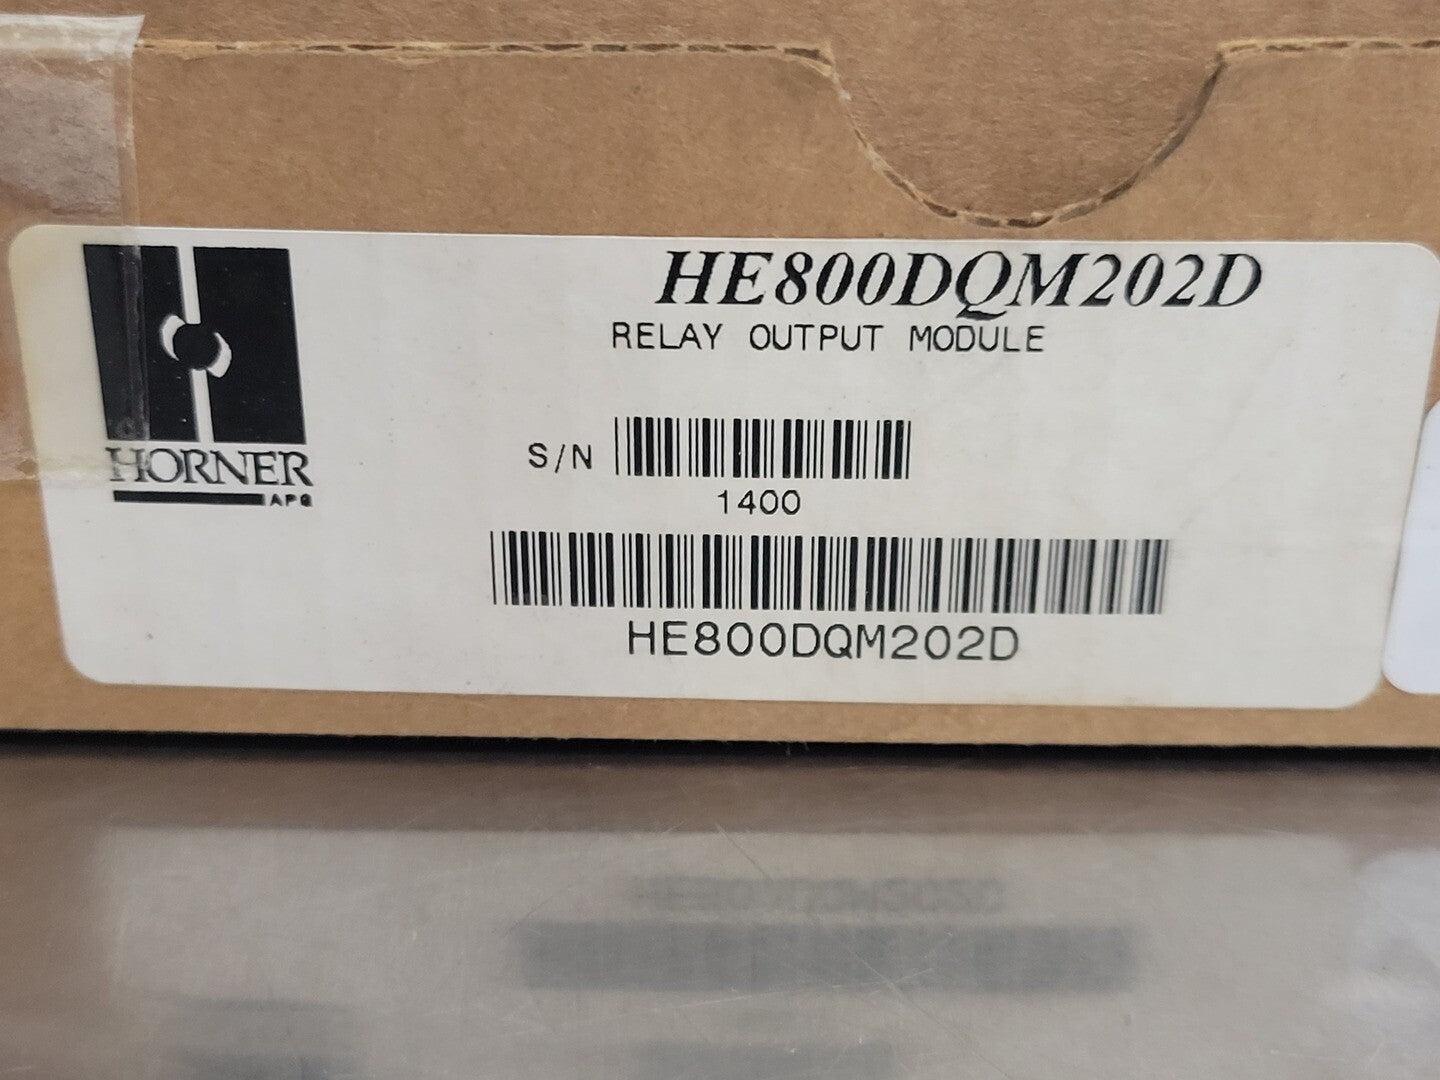 HE800DQM202D
RELAY OUTPUT MODULE
HORNER
APG
S/N
1400
HE800DQM202D